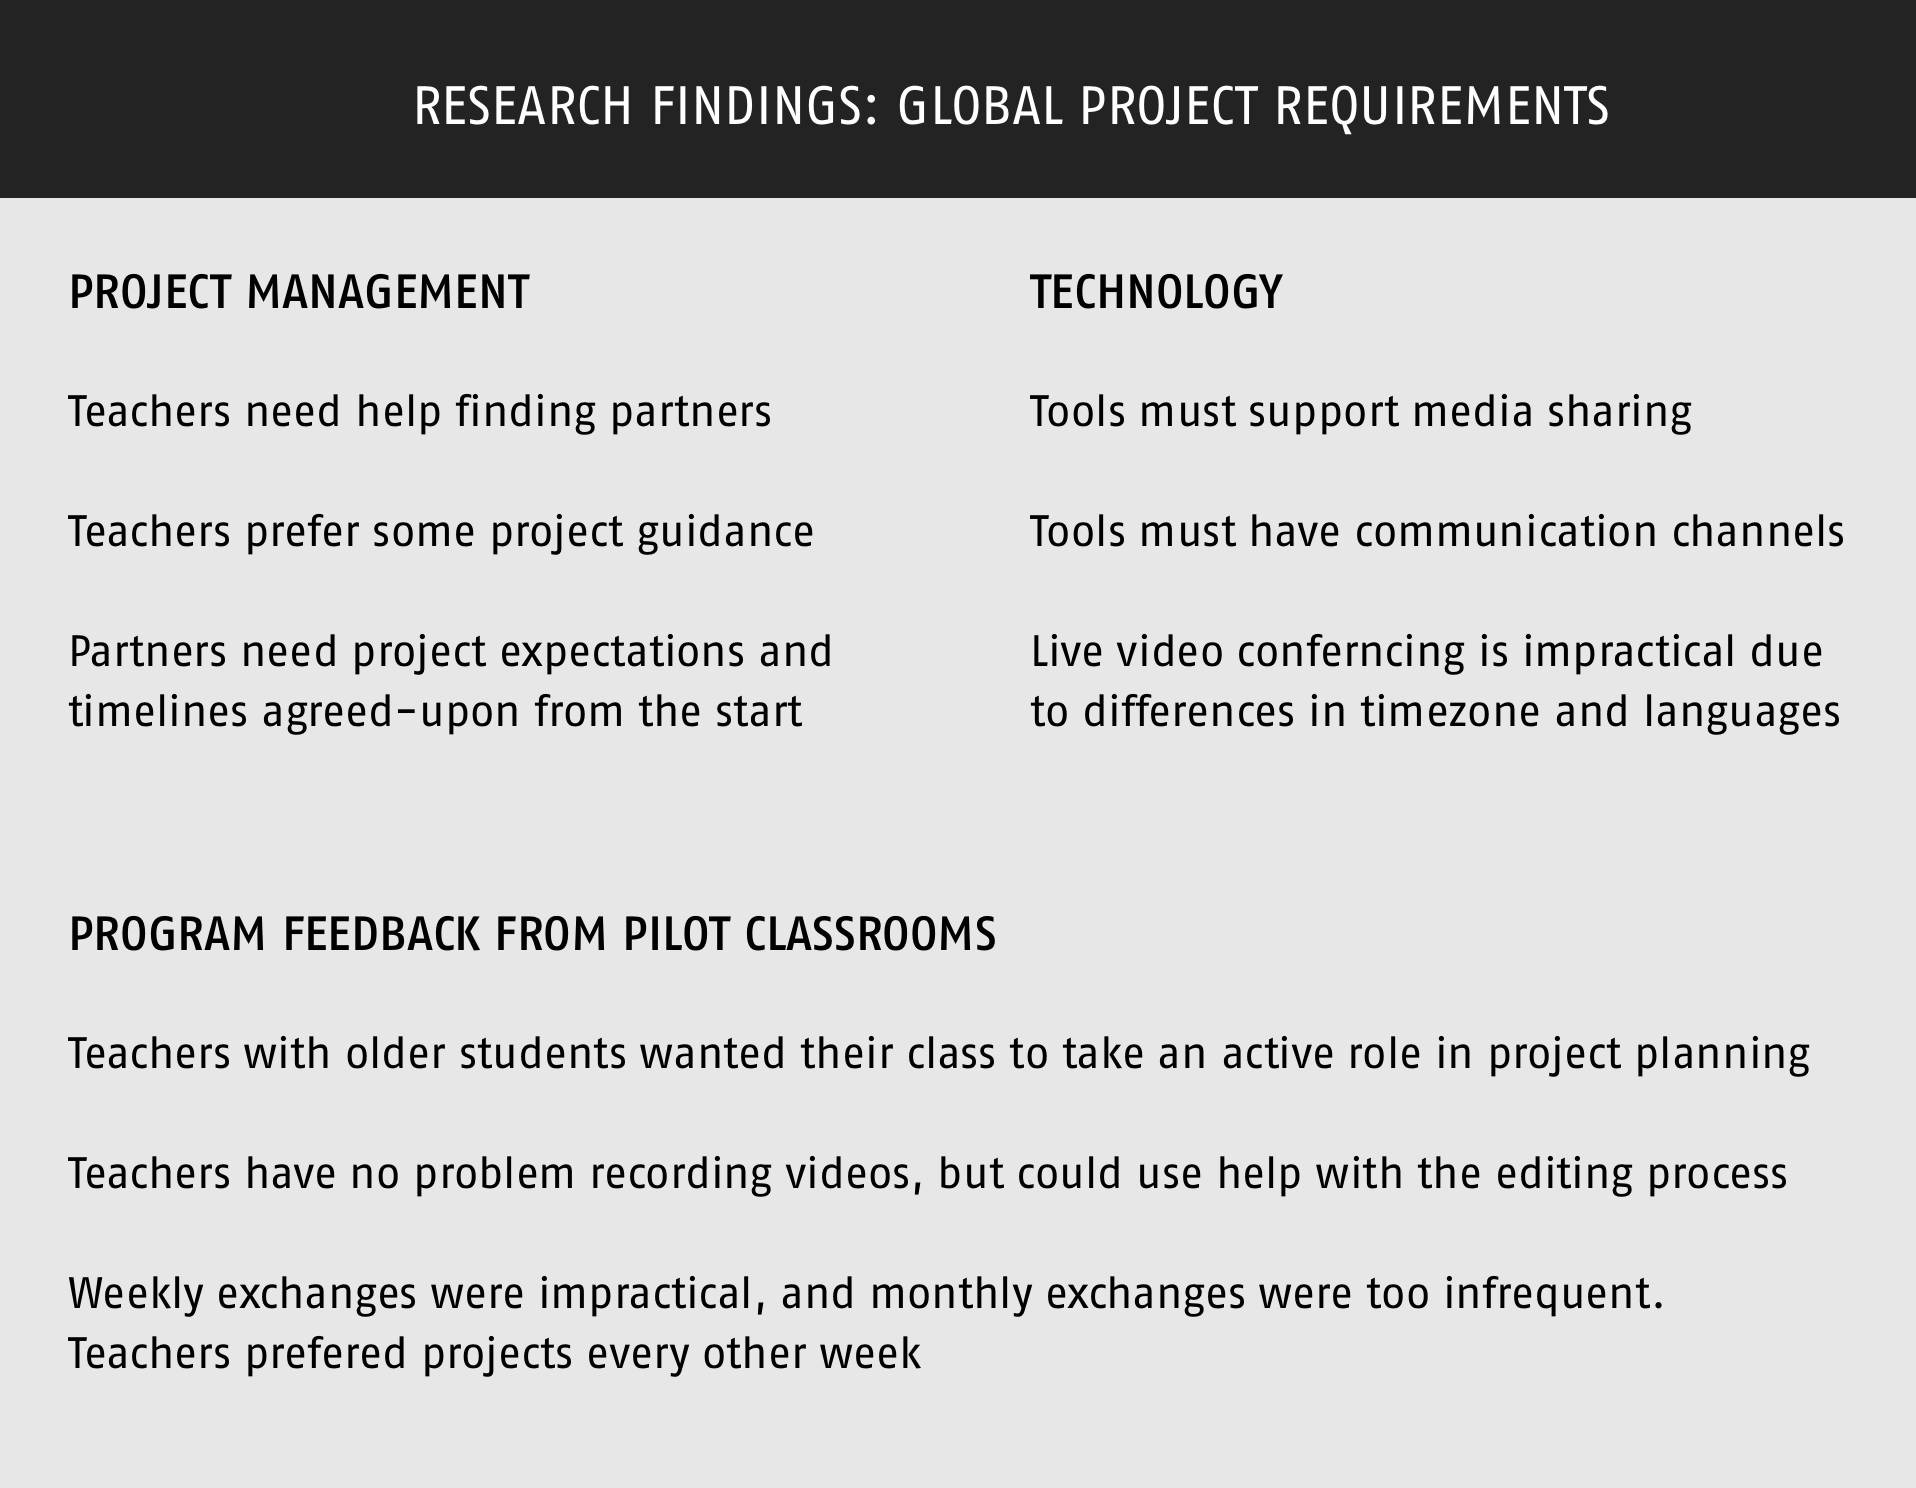 RESEARCH FINDINGS: GLOBAL PROJECT REQUIREMENTS
PROJECT MANAGEMENT
Teachers need help finding partners
Teachers prefer some project guidance
Partners need project expectations and
timelines agreed-upon from the start
TECHNOLOGY
Tools must support media sharing
Tools must have communication channels
Live video conferncing is impractical due
to differences in timezone and languages
PROGRAM FEEDBACK FROM PILOT CLASSROOMS
Teachers with older students wanted their class to take an active role in project planning
Teachers have no problem recording videos, but could use help with the editing process
Weekly exchanges were impractical, and monthly exchanges were too infrequent.
Teachers prefered projects every other week